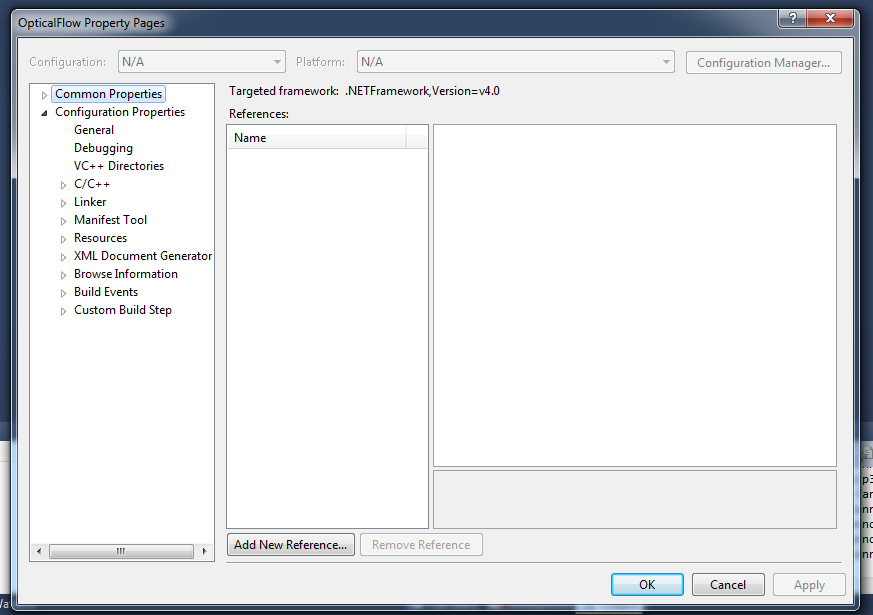 OpticalFlow Property Pages
Configuration: N/A Platform: N/A Configuration Manager...
Common Properties
Configuration Properties
General
Debugging
VC++ Directories
C/C++
Linker
Manifest Tool
Resources
XML Document Generator
Browse Information
Build Events
Custom Build Step
Targeted framework: .NETFramework,Version=v4.0
References:
Name
Add New Reference... Remove Reference
OK Cancel Apply